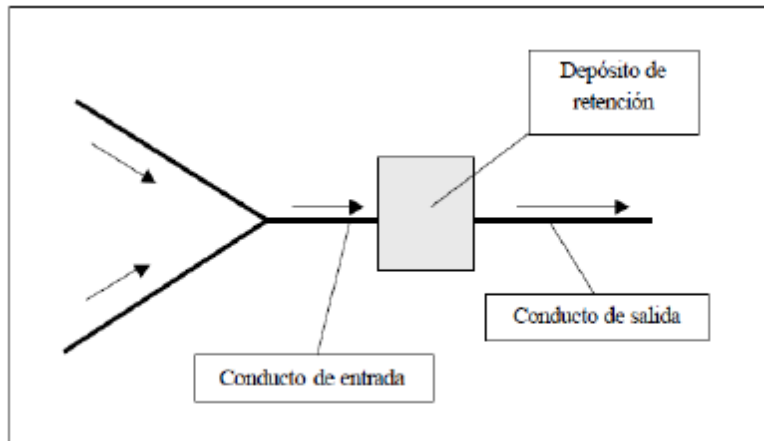 Depósito de
retención
Conducto de salida
Conducto de entrada